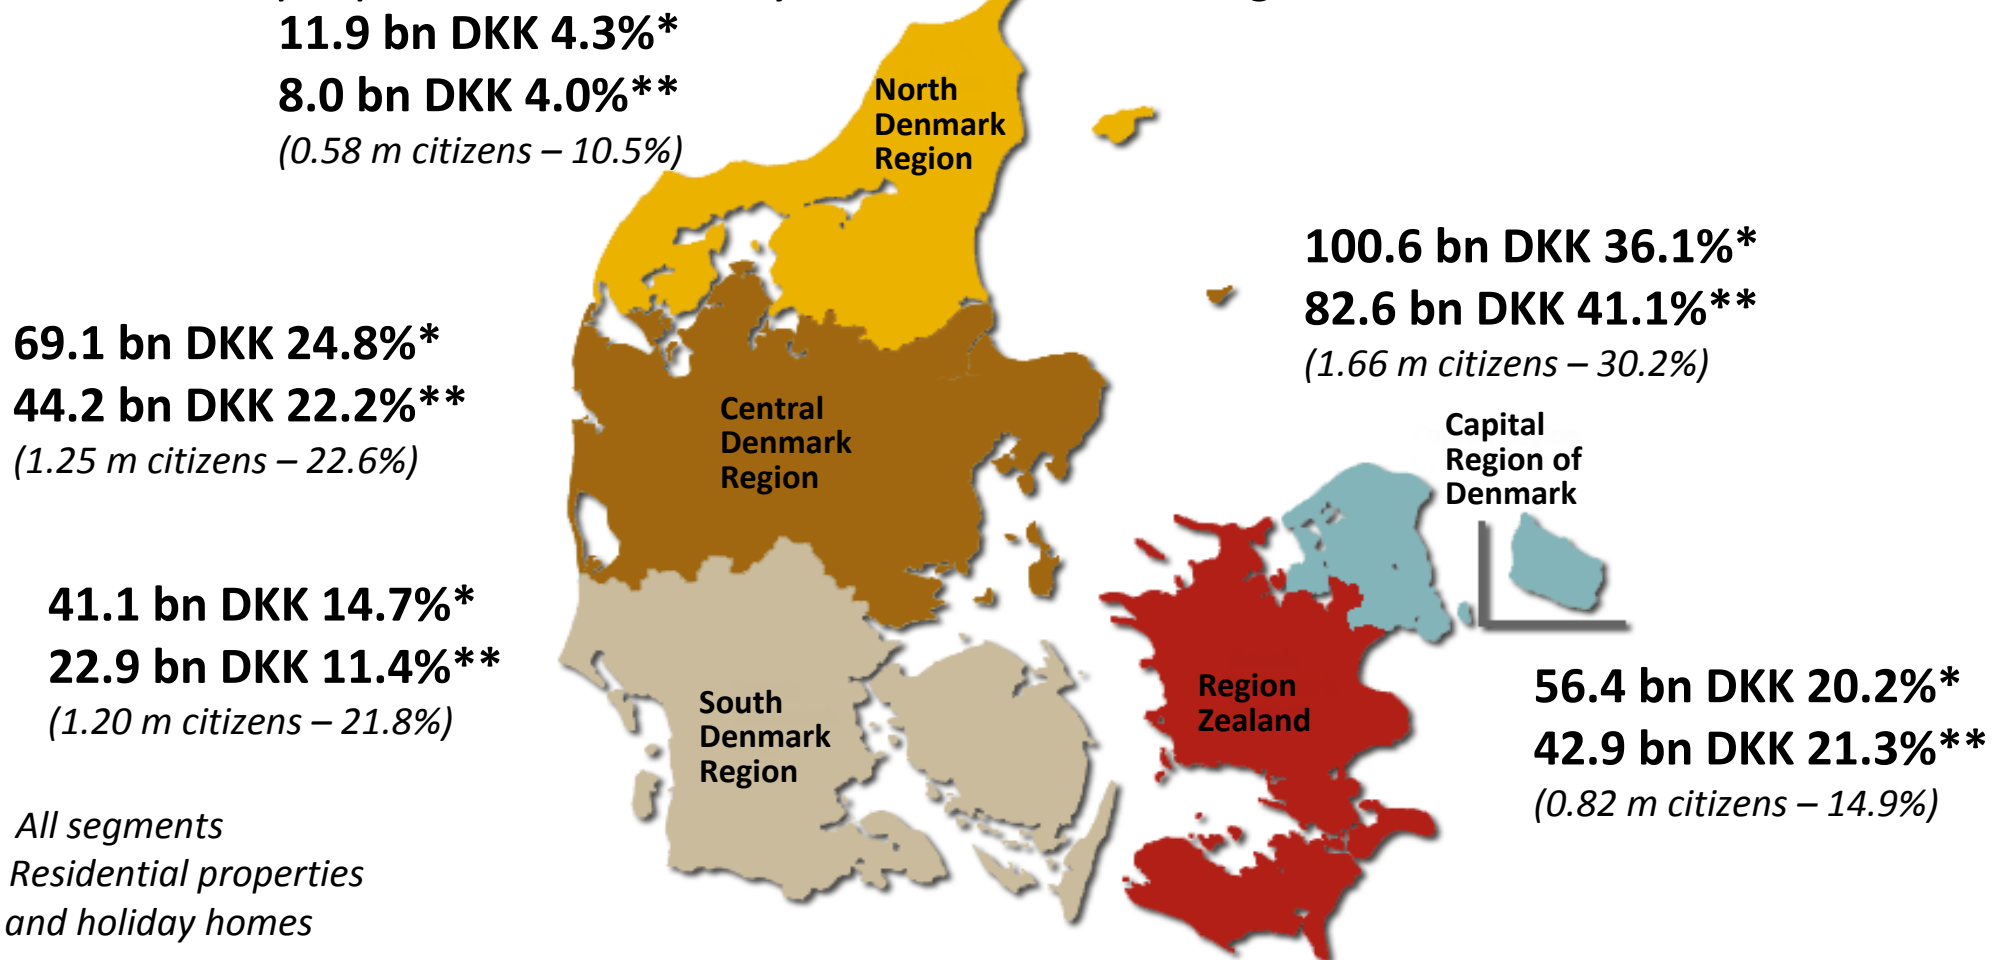 11.9 bn DKK 4.3%*
8.0 bn DKK 4.0%**
(0.58 m citizens – 10.5%)
North
Denmark
Region
100.6 bn DKK 36.1%*
82.6 bn DKK 41.1%**
(1.66 m citizens – 30.2%)
69.1 bn DKK 24.8%*
44.2 bn DKK 22.2%**
(1.25 m citizens – 22.6%)
Central
Denmark
Region
Capital
Region of
Denmark
41.1 bn DKK 14.7%*
22.9 bn DKK 11.4%**
(1.20 m citizens – 21.8%)
South
Denmark
Region
Region
Zealand
56.4 bn DKK 20.2%*
42.9 bn DKK 21.3%**
(0.82 m citizens – 14.9%)
All segments
Residential properties
and holiday homes